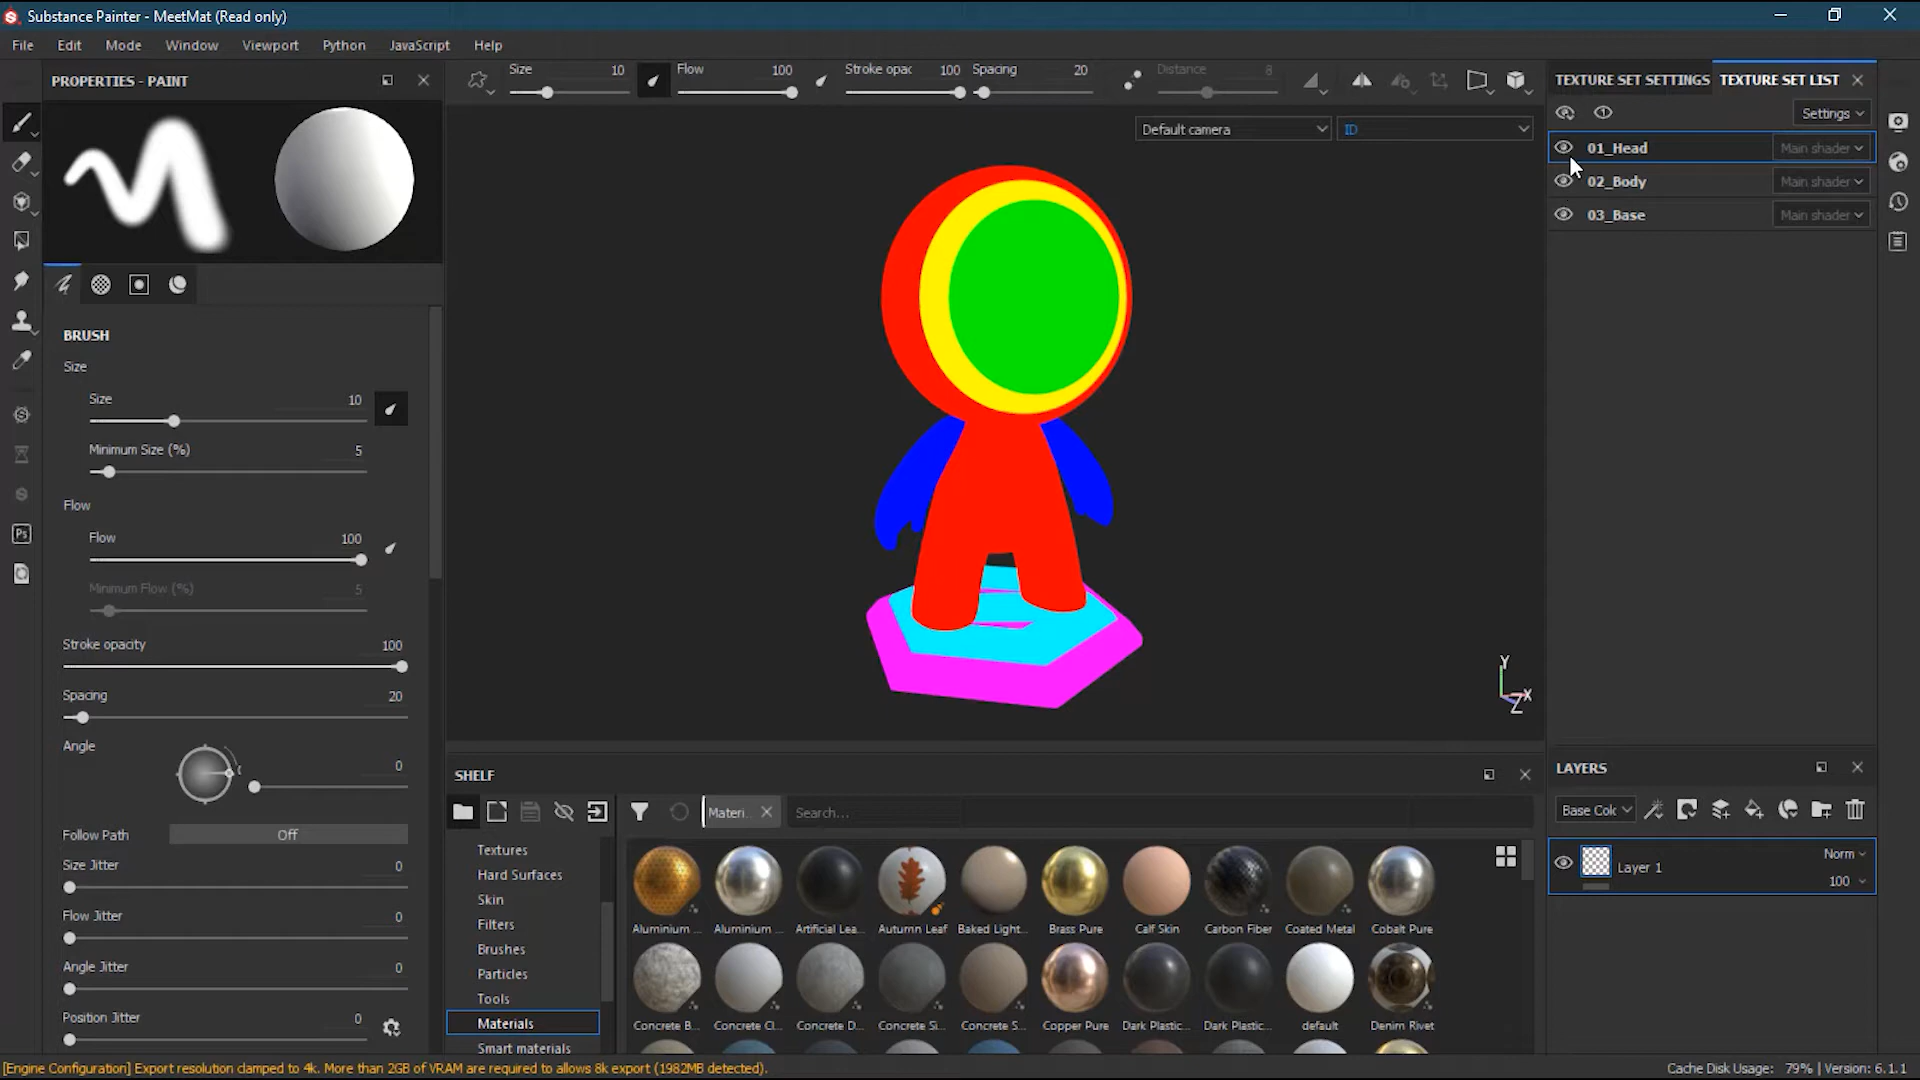 Substance Painter - MeetMat (Read only)
File Edit Mode Window Viewport Python JavaScript Help
PROPERTIES - PAINT
Size 10 Flow 100 Stroke opac 100 Spacing 20 Distance 8
TEXTURE SET SETTINGS TEXTURE SET LIST
Settings
Default camera ID
01_Head Main shader
02_Body Main shader
03_Base Main shader
BRUSH
Size
Size 10
Minimum Size (%) 5
Flow
Flow 100
Minimum Flow (%) 5
Stroke opacity 100
Spacing 20
Angle 0
Follow Path Off
Size Jitter 0
Flow Jitter 0
Angle Jitter 0
Position Jitter 0
Ps
Y
X
Z
SHELF
Materi... Search...
Textures
Hard Surfaces
Skin
Filters
Brushes
Particles
Tools
Materials
Smart materials
Aluminium ... Aluminium ... Artificial Lea... Autumn Leaf Baked Light... Brass Pure Calf Skin Carbon Fiber Coated Metal Cobalt Pure
Concrete B... Concrete Cl... Concrete D... Concrete Si... Concrete S... Copper Pure Dark Plastic... Dark Plastic... default Denim Rivet
LAYERS
Base Col
Layer 1 Norm
100
[Engine Configuration] Export resolution clamped to 4k. More than 2GB of VRAM are required to allows 8k export (1982MB detected).
Cache Disk Usage: 79% | Version: 6.1.1